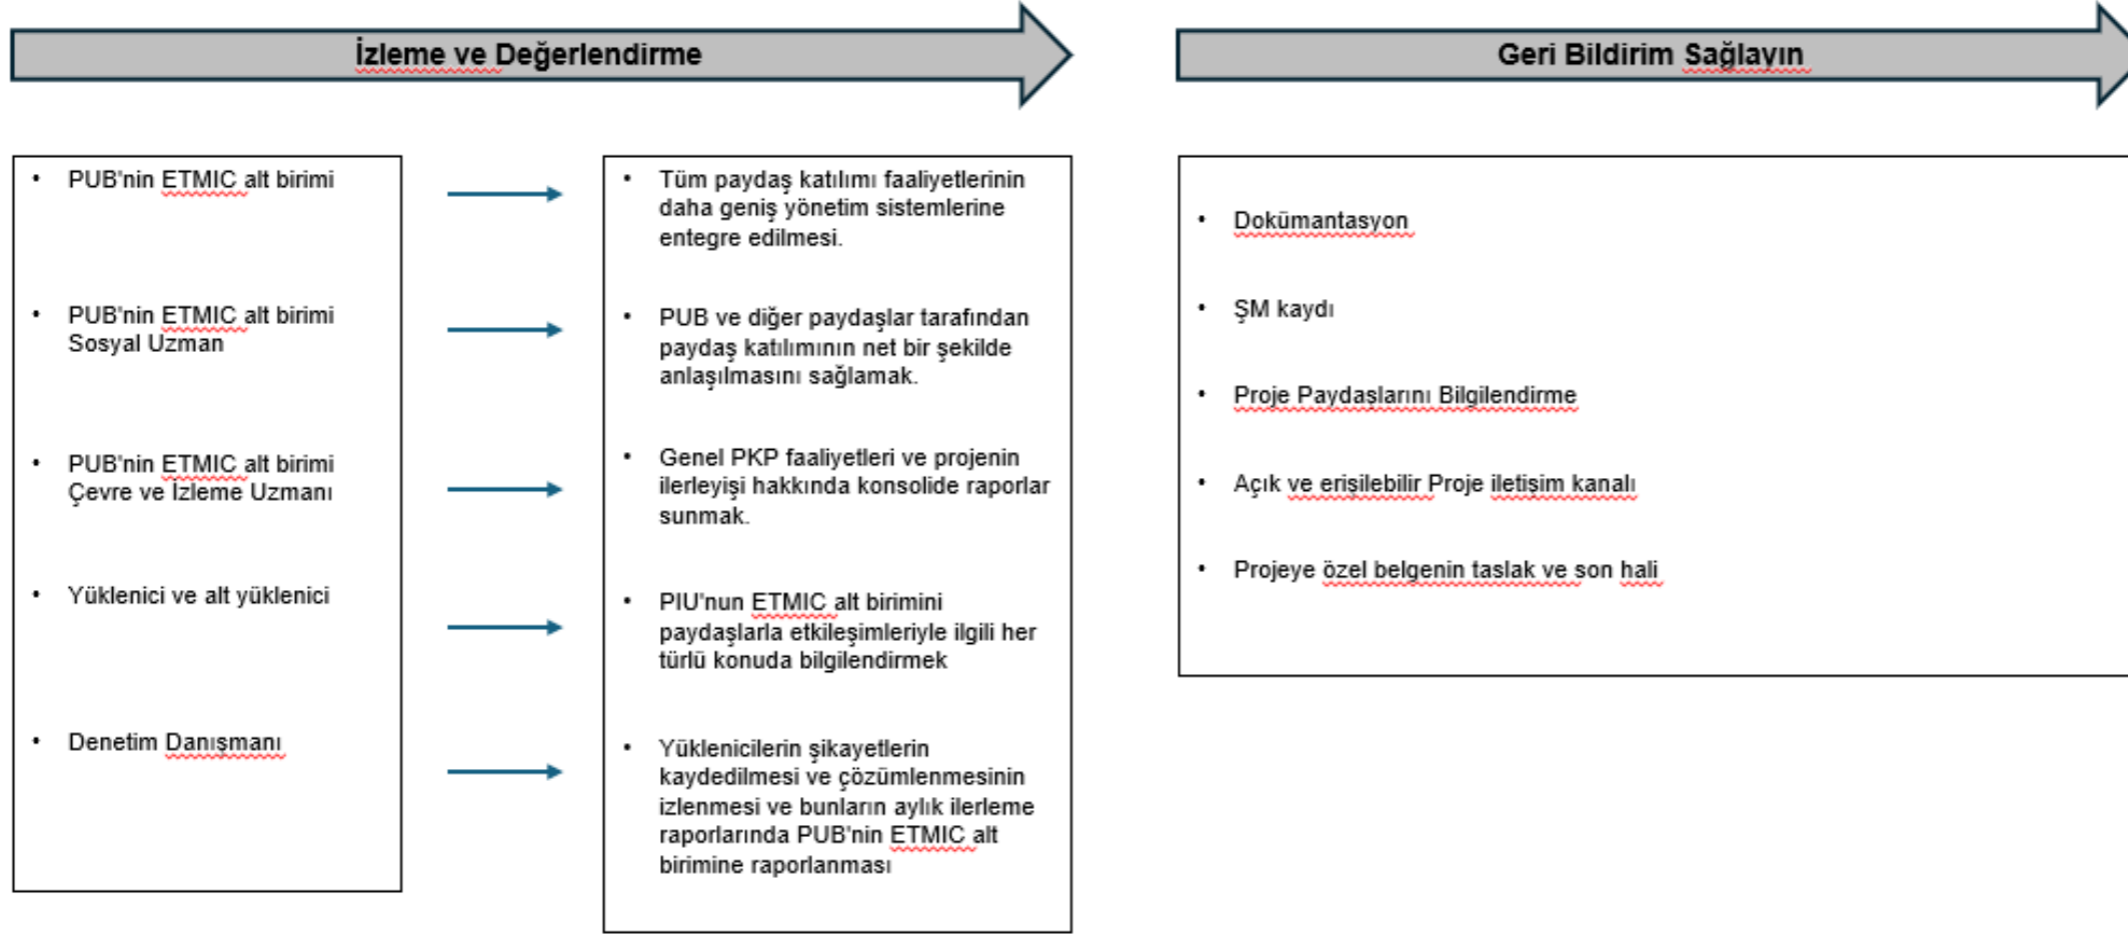 İzleme ve Değerlendirme
Geri Bildirim Sağlayın
• PUB'nin ETMIC alt birimi
• PUB'nin ETMIC alt birimi
Sosyal Uzman
• PUB'nin ETMIC alt birimi
Çevre ve İzleme Uzmanı
• Yüklenici ve alt yüklenici
• Denetim Danışmanı
• Tüm paydaş katılımı faaliyetlerinin
daha geniş yönetim sistemlerine
entegre edilmesi.
• PUB ve diğer paydaşlar tarafından
paydaş katılımının net bir şekilde
anlaşılmasını sağlamak.
• Genel PKP faaliyetleri ve projenin
ilerleyişi hakkında konsolide raporlar
sunmak.
• PIU'nun ETMIC alt birimini
paydaşlarla etkileşimleriyle ilgili her
türlü konuda bilgilendirmek
• Yüklenicilerin şikayetlerin
kaydedilmesi ve çözümlenmesinin
izlenmesi ve bunların aylık ilerleme
raporlarında PUB'nin ETMIC alt
birimine raporlanması
• Dokümantasyon
• ŞM kaydı
• Proje Paydaşlarını Bilgilendirme
• Açık ve erişilebilir Proje iletişim kanalı
• Projeye özel belgenin taslak ve son hali